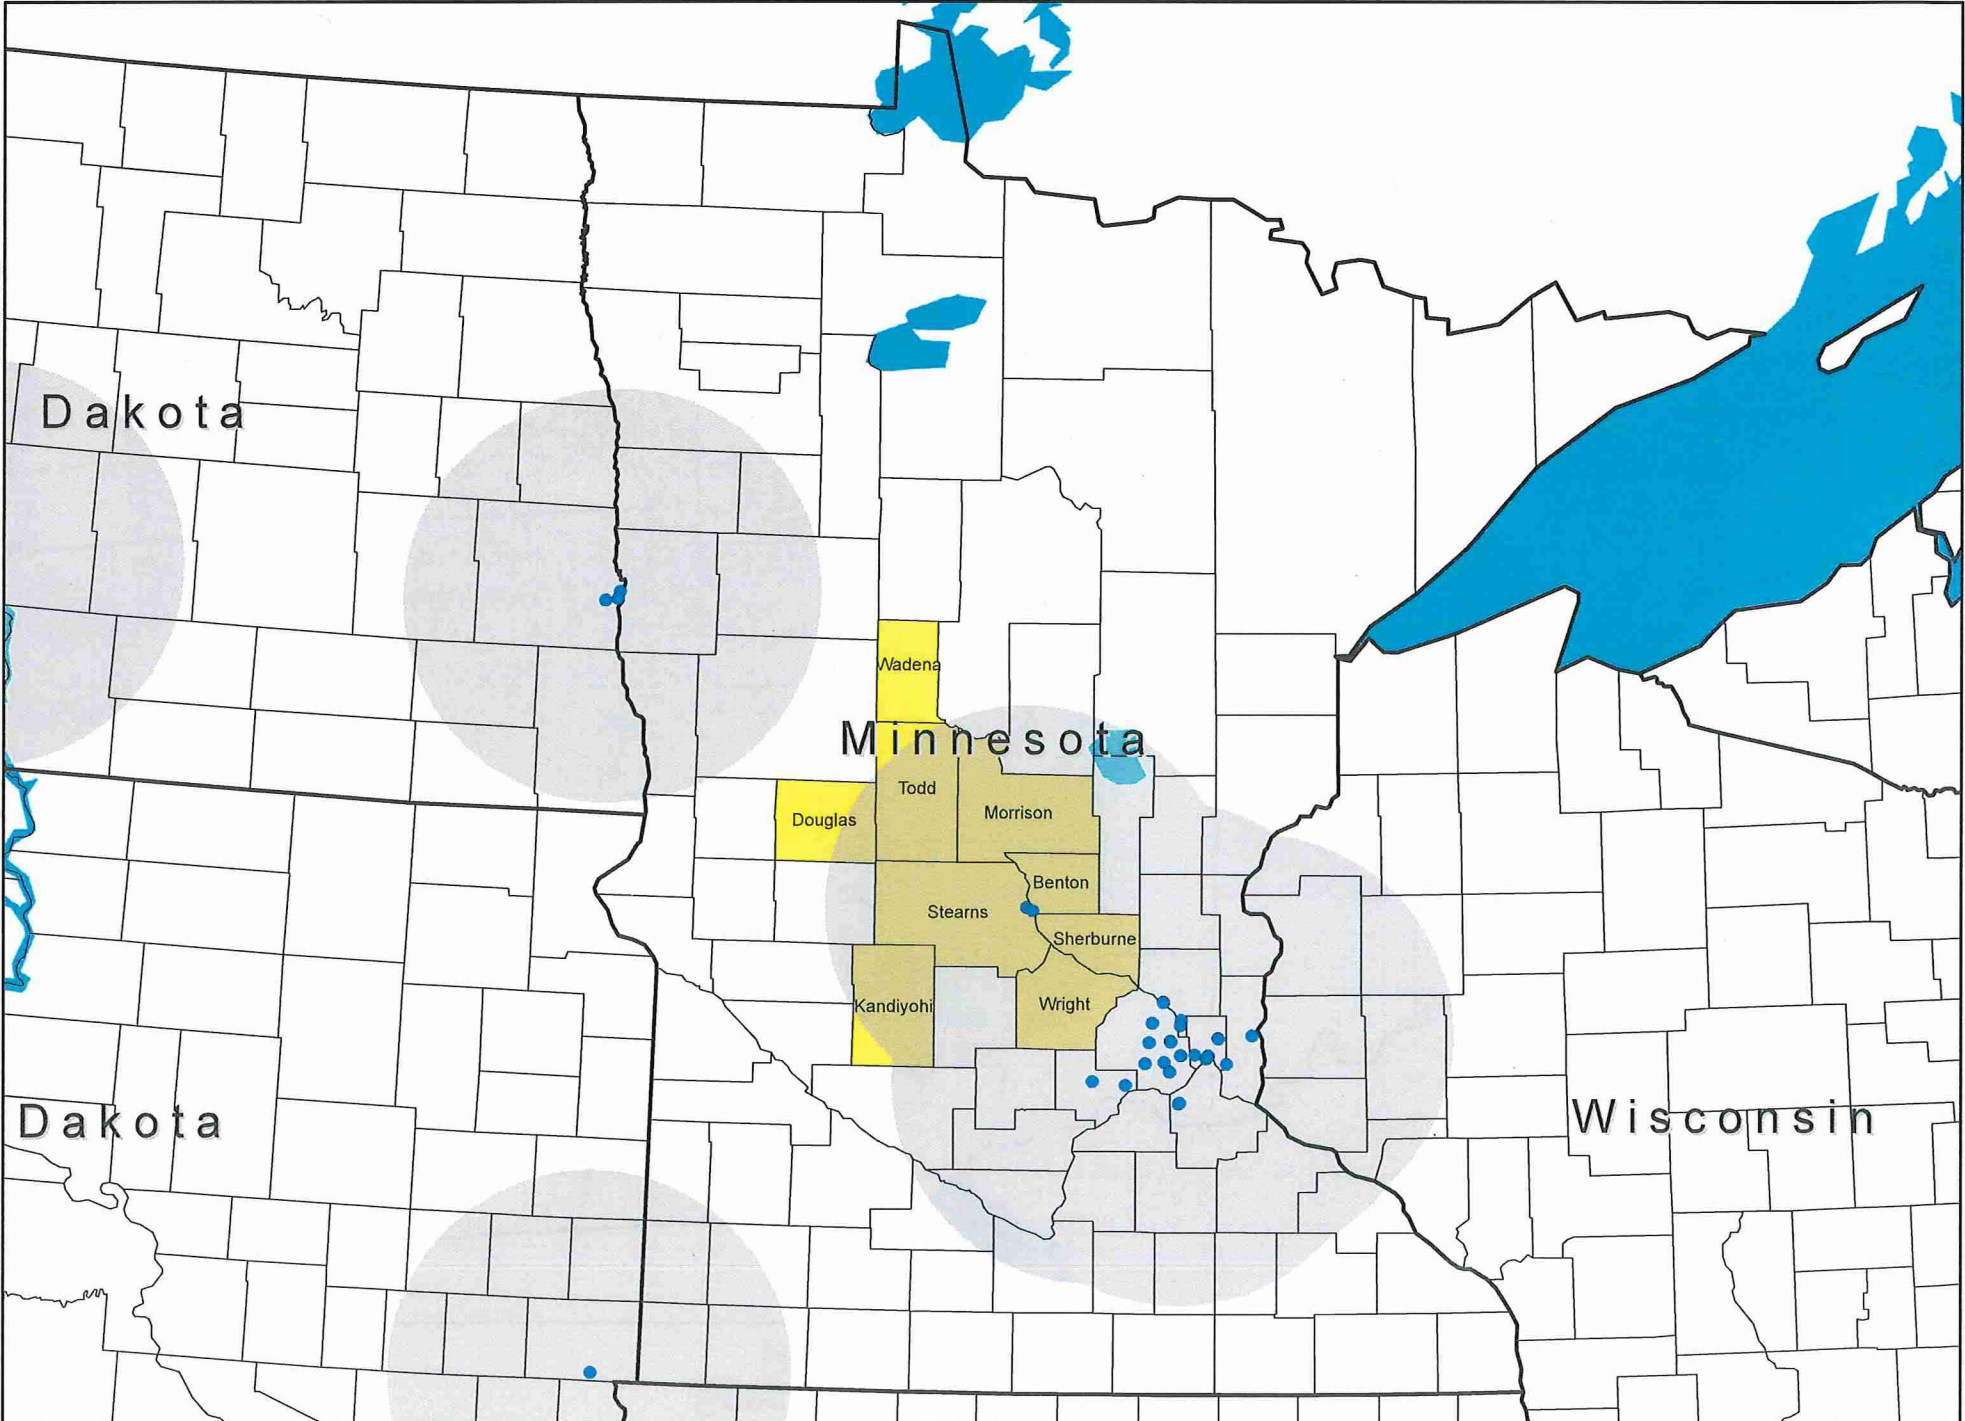 Dakota
Wadena
Minnesota
Todd
Morrison
Douglas
Benton
Stearns
Sherburne
Kandiyohi
Wright
Dakota
Wisconsin